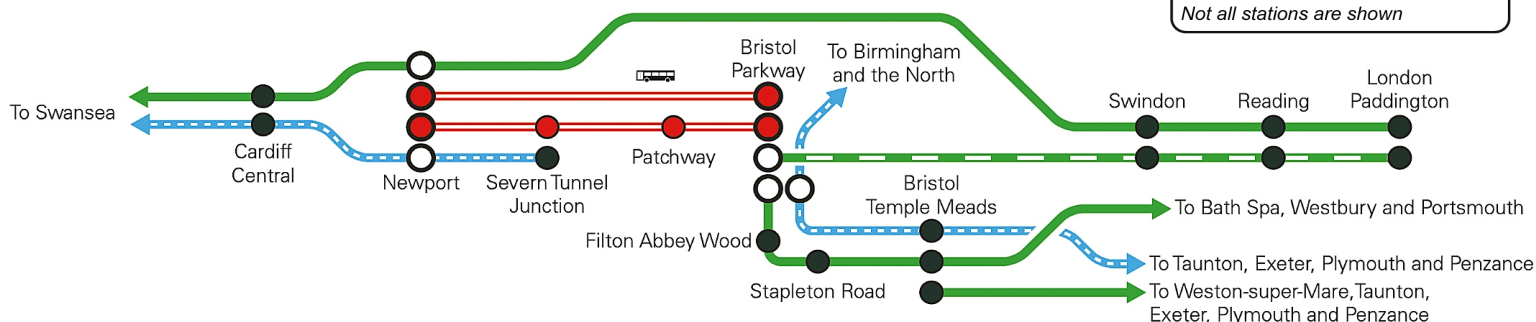 Not all stations are shown
Bristol
Parkway
To Birmingham
and the North
London
Paddington
Swindon
Reading
To Swansea
Cardiff
Central
Newport
Severn Tunnel
Junction
Patchway
Bristol
Temple Meads
To Bath Spa, Westbury and Portsmouth
Filton Abbey Wood
To Taunton, Exeter, Plymouth and Penzance
Stapleton Road
To Weston-super-Mare,Taunton,
Exeter, Plymouth and Penzance